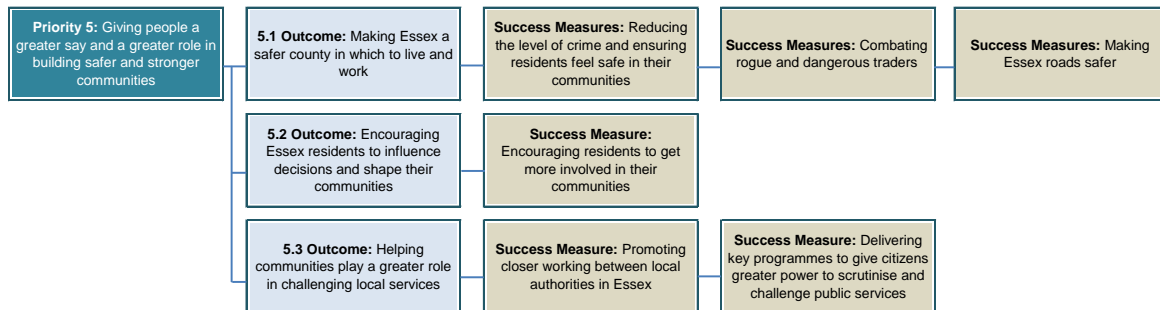 Priority 5: Giving people a
greater say and a greater role in
building safer and stronger
communities
5.1 Outcome: Making Essex a
safer county in which to live and
work
Success Measures: Reducing
the level of crime and ensuring
residents feel safe in their
communities
Success Measures: Combating
rogue and dangerous traders
Success Measures: Making
Essex roads safer
5.2 Outcome: Encouraging
Essex residents to influence
decisions and shape their
communities
Success Measure:
Encouraging residents to get
more involved in their
communities
5.3 Outcome: Helping
communities play a greater role
in challenging local services
Success Measure: Promoting
closer working between local
authorities in Essex
Success Measure: Delivering
key programmes to give citizens
greater power to scrutinise and
challenge public services